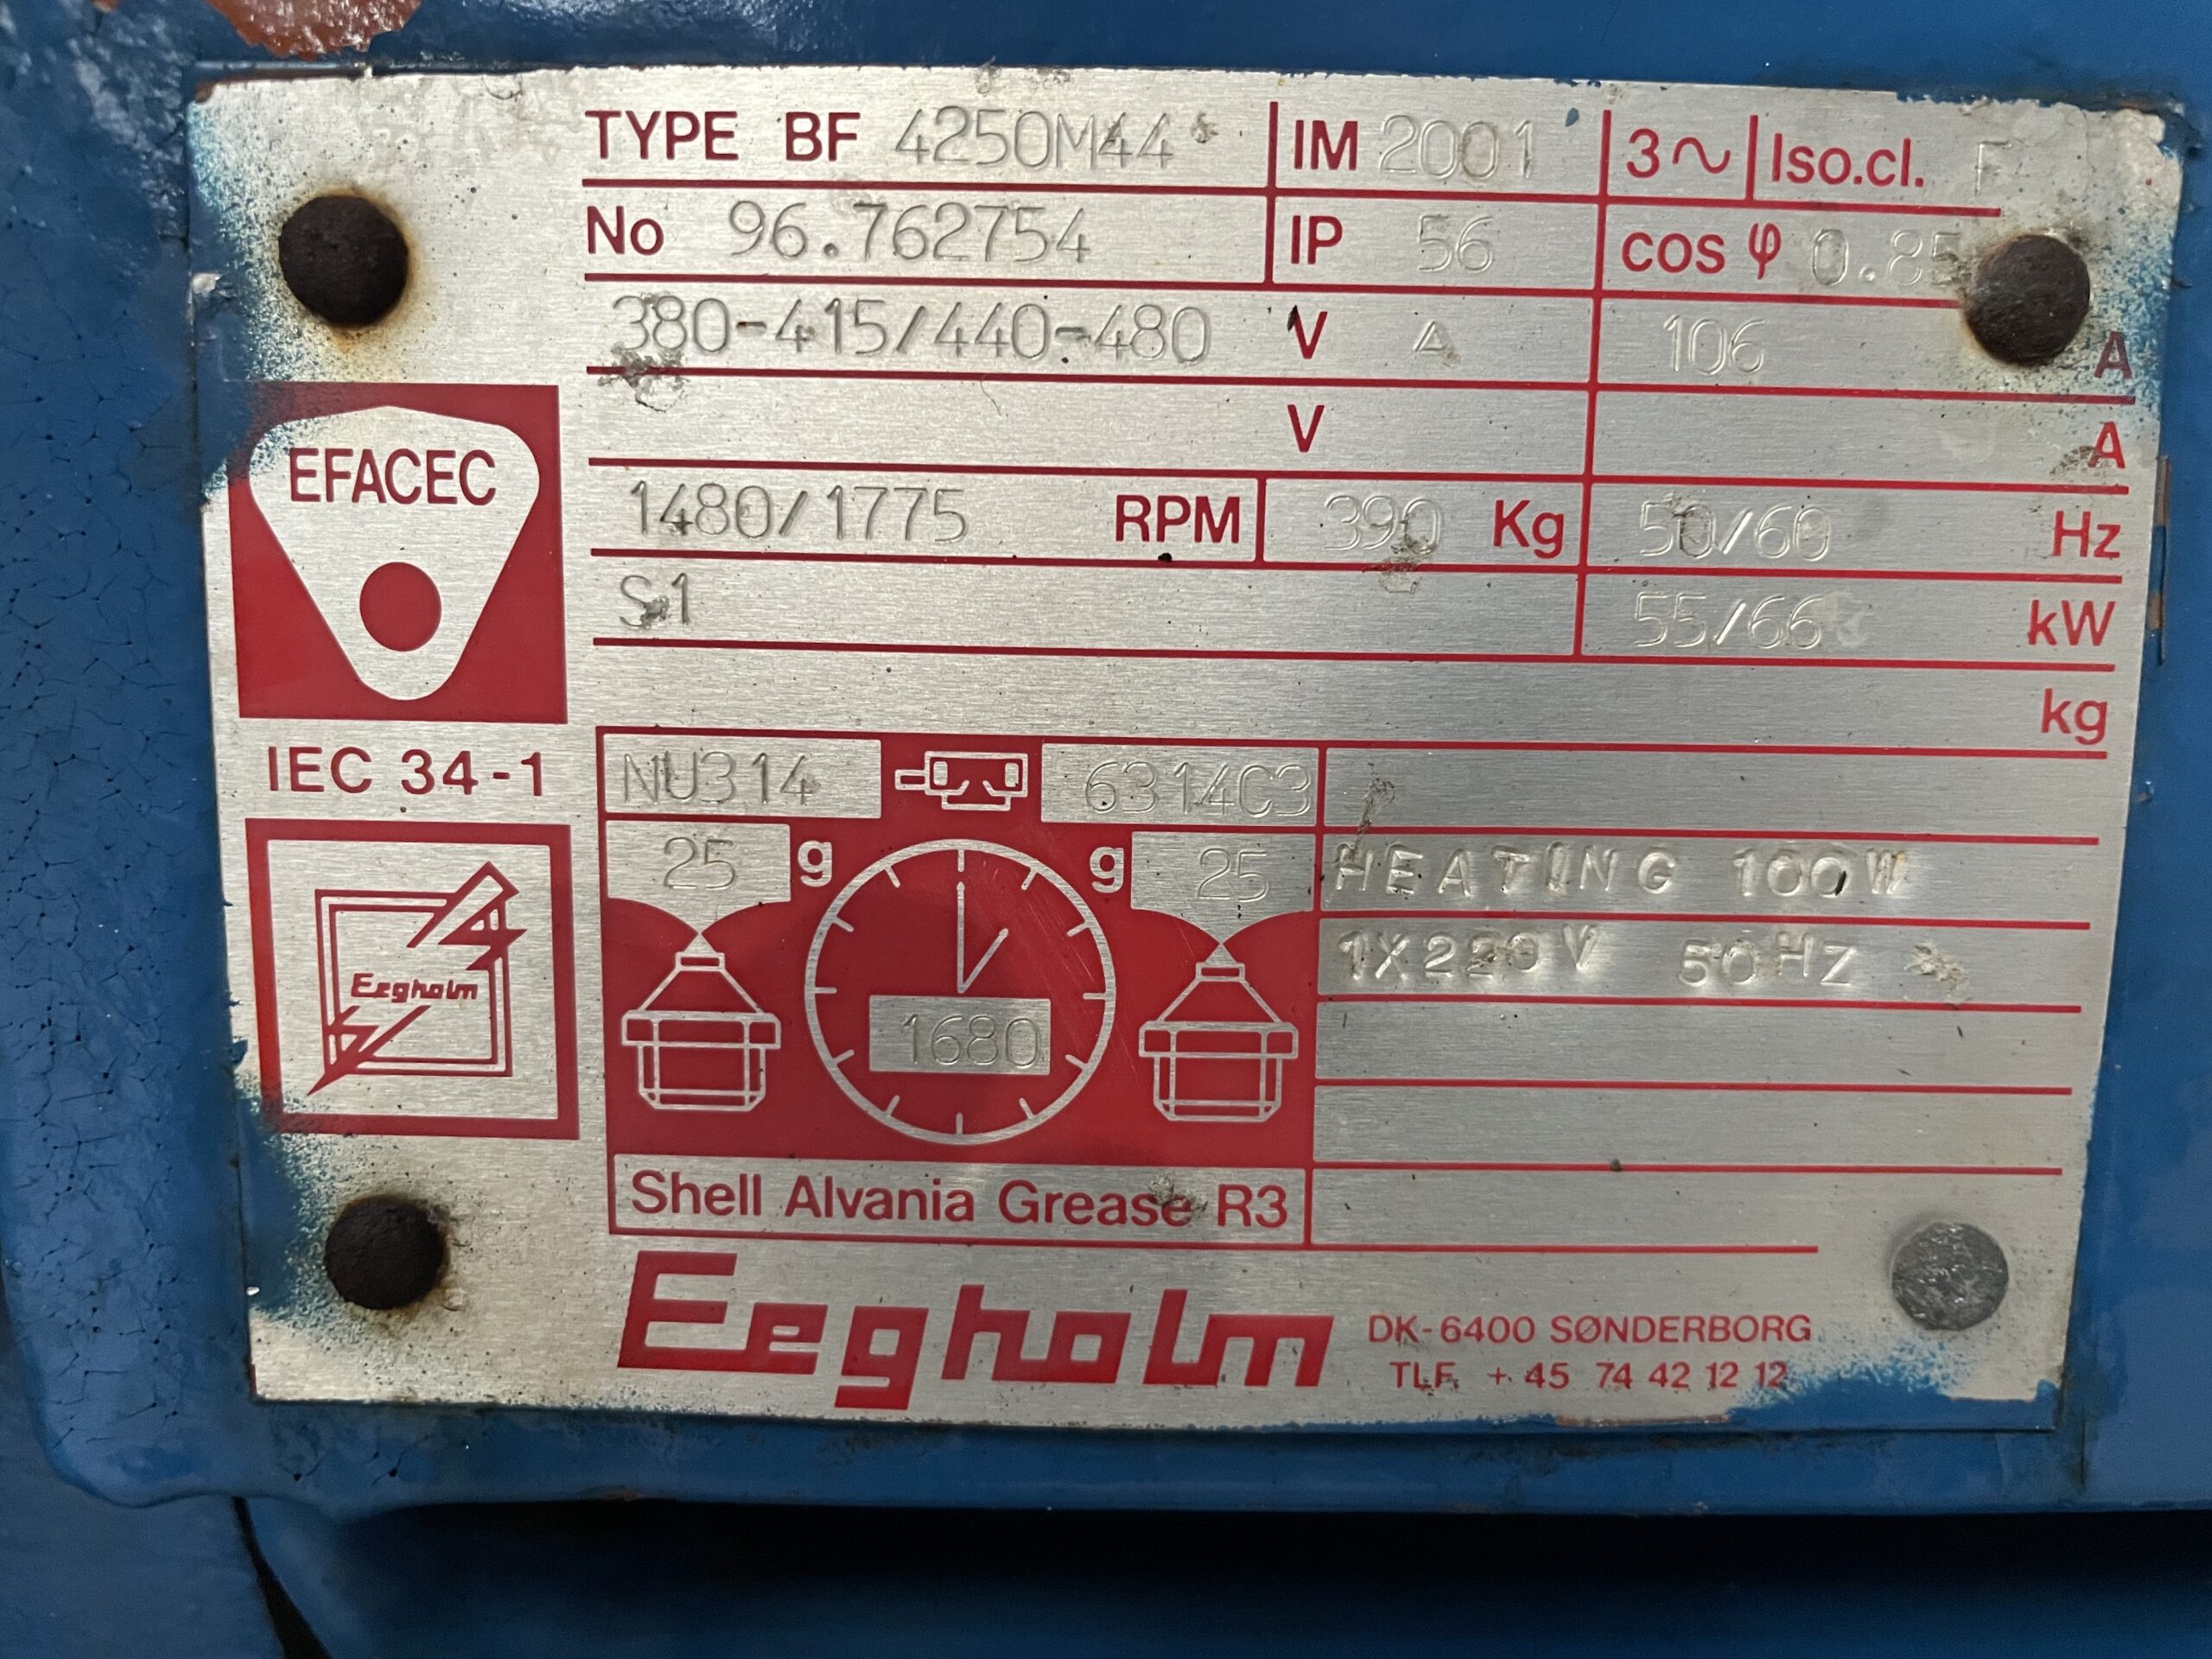 TYPE BF 4250M44 IM 2001 3~ Iso.cl. F
No 96.762754 IP 56 cos φ 0.85
380-415/440-480 V Δ 106 A
V A
1480/1775 RPM 390 Kg 50/60 Hz
S1 55/66 kW
kg
EFACEC
IEC 34-1
Eegholm
NU314 6314C3
25 g g 25
1680
Shell Alvania Grease R3
HEATING 100W
1X220V 50HZ
Eegholm
DK-6400 SØNDERBORG
TLF. + 45 74 42 12 12